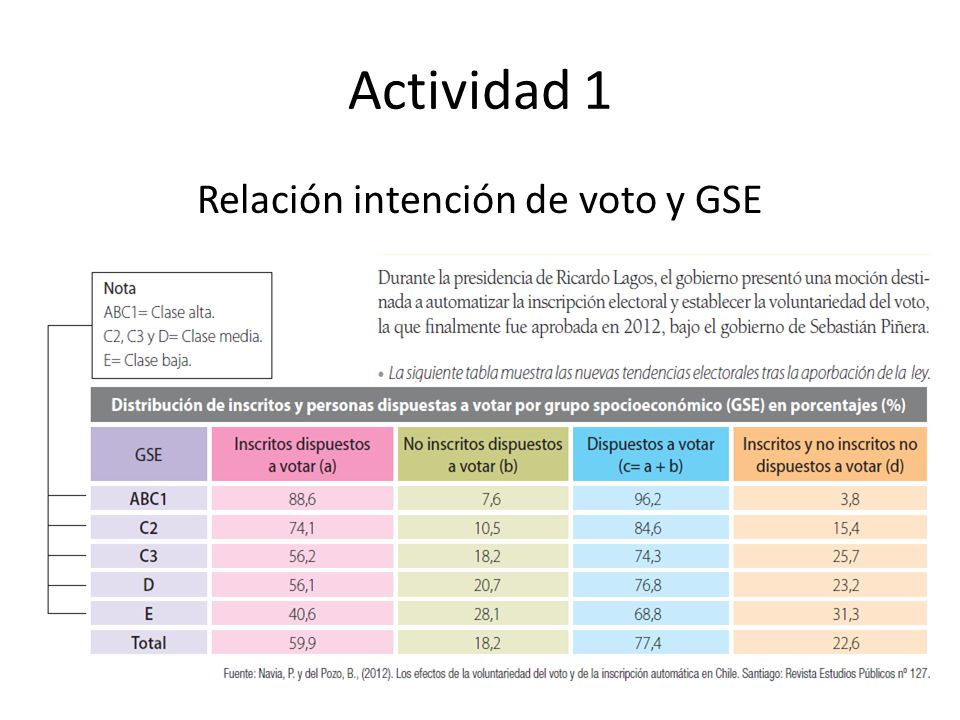 Actividad 1
Relación intención de voto y GSE
Nota
ABC1= Clase alta.
C2, C3 y D= Clase media.
E= Clase baja.
Durante la presidencia de Ricardo Lagos, el gobierno presentó una moción desti-
nada a automatizar la inscripción electoral y establecer la voluntariedad del voto,
la que finalmente fue aprobada en 2012, bajo el gobierno de Sebastián Piñera.
• La siguiente tabla muestra las nuevas tendencias electorales tras la aporbación de la ley.
Distribución de inscritos y personas dispuestas a votar por grupo spocioeconómico (GSE) en porcentajes (%)
GSE
Inscritos dispuestos
a votar (a)
No inscritos dispuestos
a votar (b)
Dispuestos a votar
(c= a + b)
Inscritos y no inscritos no
dispuestos a votar (d)
ABC1 88,6 7,6 96,2 3,8
C2 74,1 10,5 84,6 15,4
C3 56,2 18,2 74,3 25,7
D 56,1 20,7 76,8 23,2
E 40,6 28,1 68,8 31,3
Total 59,9 18,2 77,4 22,6
Fuente: Navia, P. y del Pozo, B., (2012). Los efectos de la voluntariedad del voto y de la inscripción automática en Chile. Santiago: Revista Estudios Públicos nº 127.